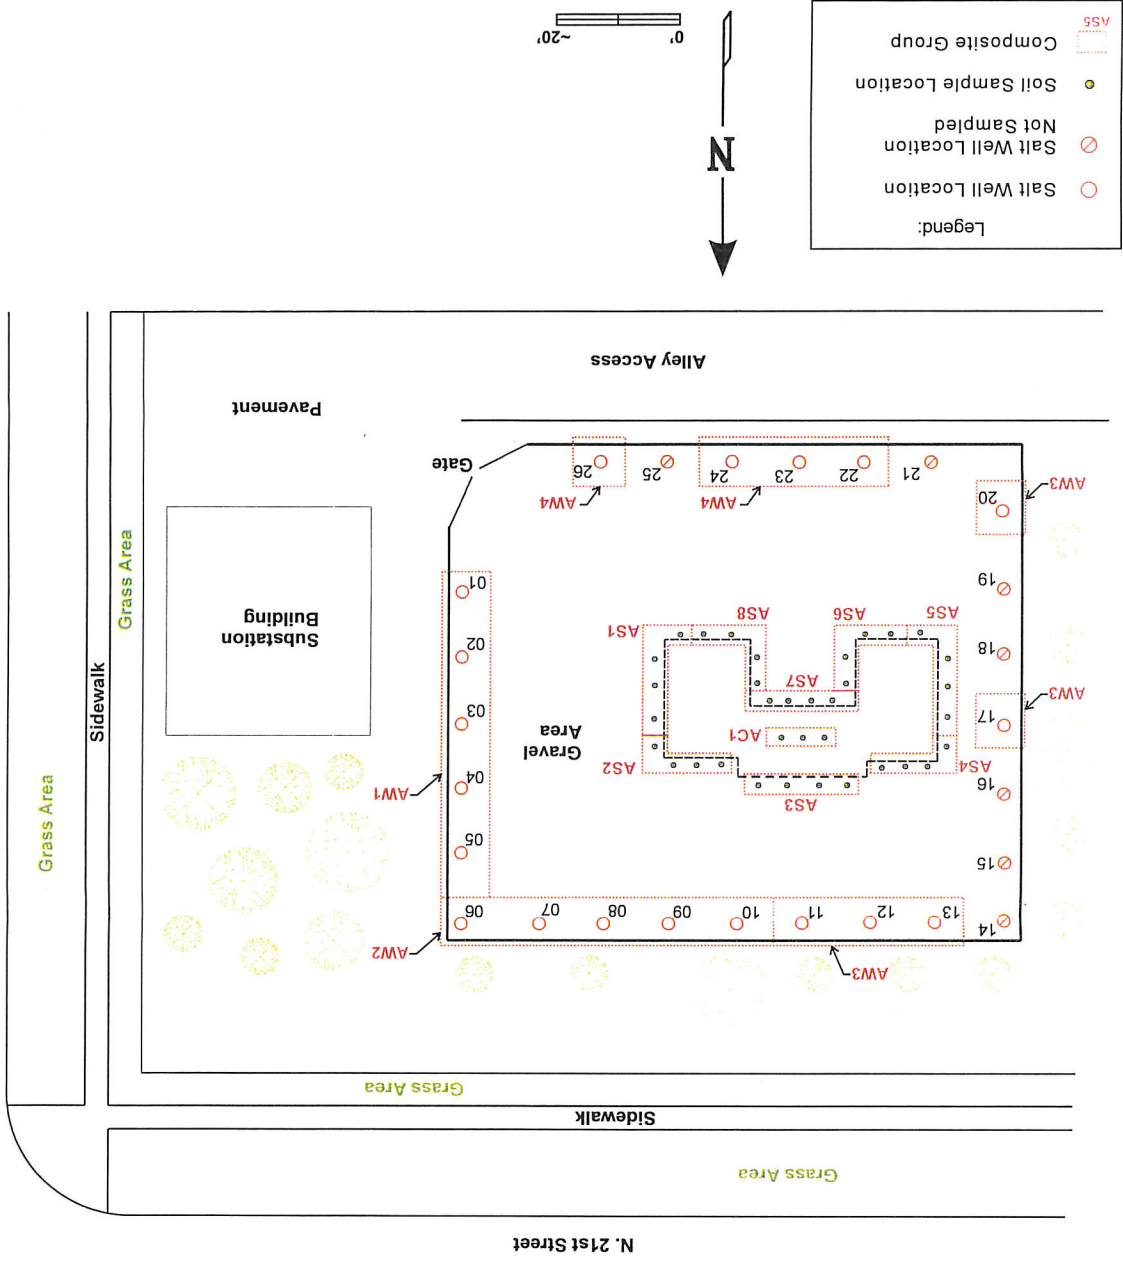 N. 21st Street
Grass Area
Sidewalk
Grass Area
AW3
AW2
14
13
12
11
10
09
08
07
06
15
05
16
AS3
04
AW1
AS4
AS2
AC1
Gravel
Area
17
AW3
AS7
03
18
02
AS5
AS6
AS8
AS1
Substation
Building
19
01
20
AW3
AW4
AW4
21
22
23
24
25
26
Gate
Pavement
Alley Access
Grass Area
Sidewalk
Grass Area
Legend:
Salt Well Location
Salt Well Location
Not Sampled
Soil Sample Location
Composite Group
AS5
N
0'
~20'